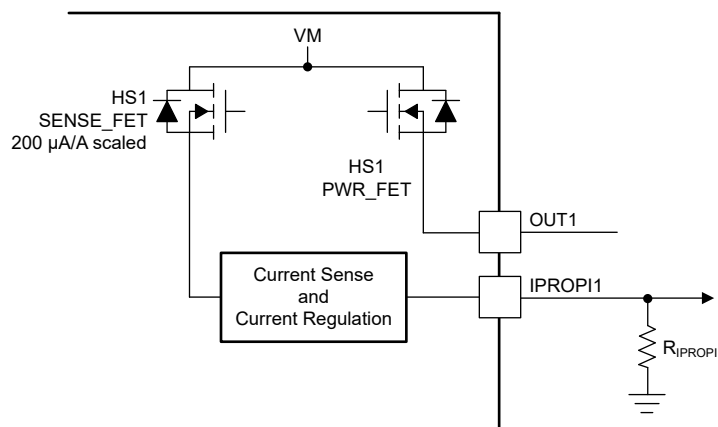 VM
HS1
SENSE_FET
200 µA/A scaled
HS1
PWR_FET
OUT1
Current Sense
and
Current Regulation
IPROPI1
RIPROPI